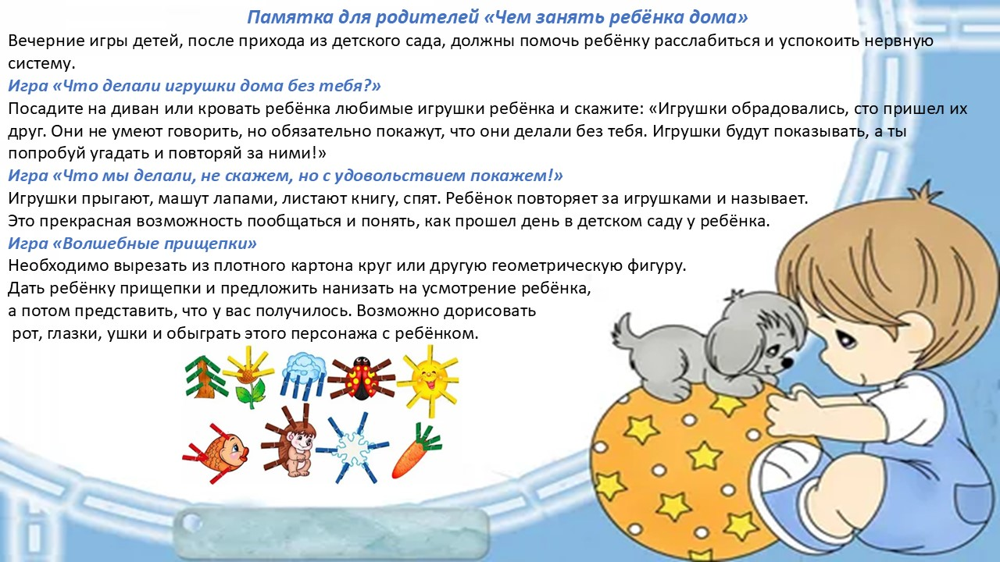 Памятка для родителей «Чем занять ребёнка дома»
Вечерние игры детей, после прихода из детского сада, должны помочь ребёнку расслабиться и успокоить нервную
систему.
Игра «Что делали игрушки дома без тебя?»
Посадите на диван или кровать ребёнка любимые игрушки ребёнка и скажите: «Игрушки обрадовались, сто пришел их
друг. Они не умеют говорить, но обязательно покажут, что они делали без тебя. Игрушки будут показывать, а ты
попробуй угадать и повторяй за ними!»
Игра «Что мы делали, не скажем, но с удовольствием покажем!»
Игрушки прыгают, машут лапами, листают книгу, спят. Ребёнок повторяет за игрушками и называет.
Это прекрасная возможность пообщаться и понять, как прошел день в детском саду у ребёнка.
Игра «Волшебные прищепки»
Необходимо вырезать из плотного картона круг или другую геометрическую фигуру.
Дать ребёнку прищепки и предложить нанизать на усмотрение ребёнка,
а потом представить, что у вас получилось. Возможно дорисовать
рот, глазки, ушки и обыграть этого персонажа с ребёнком.